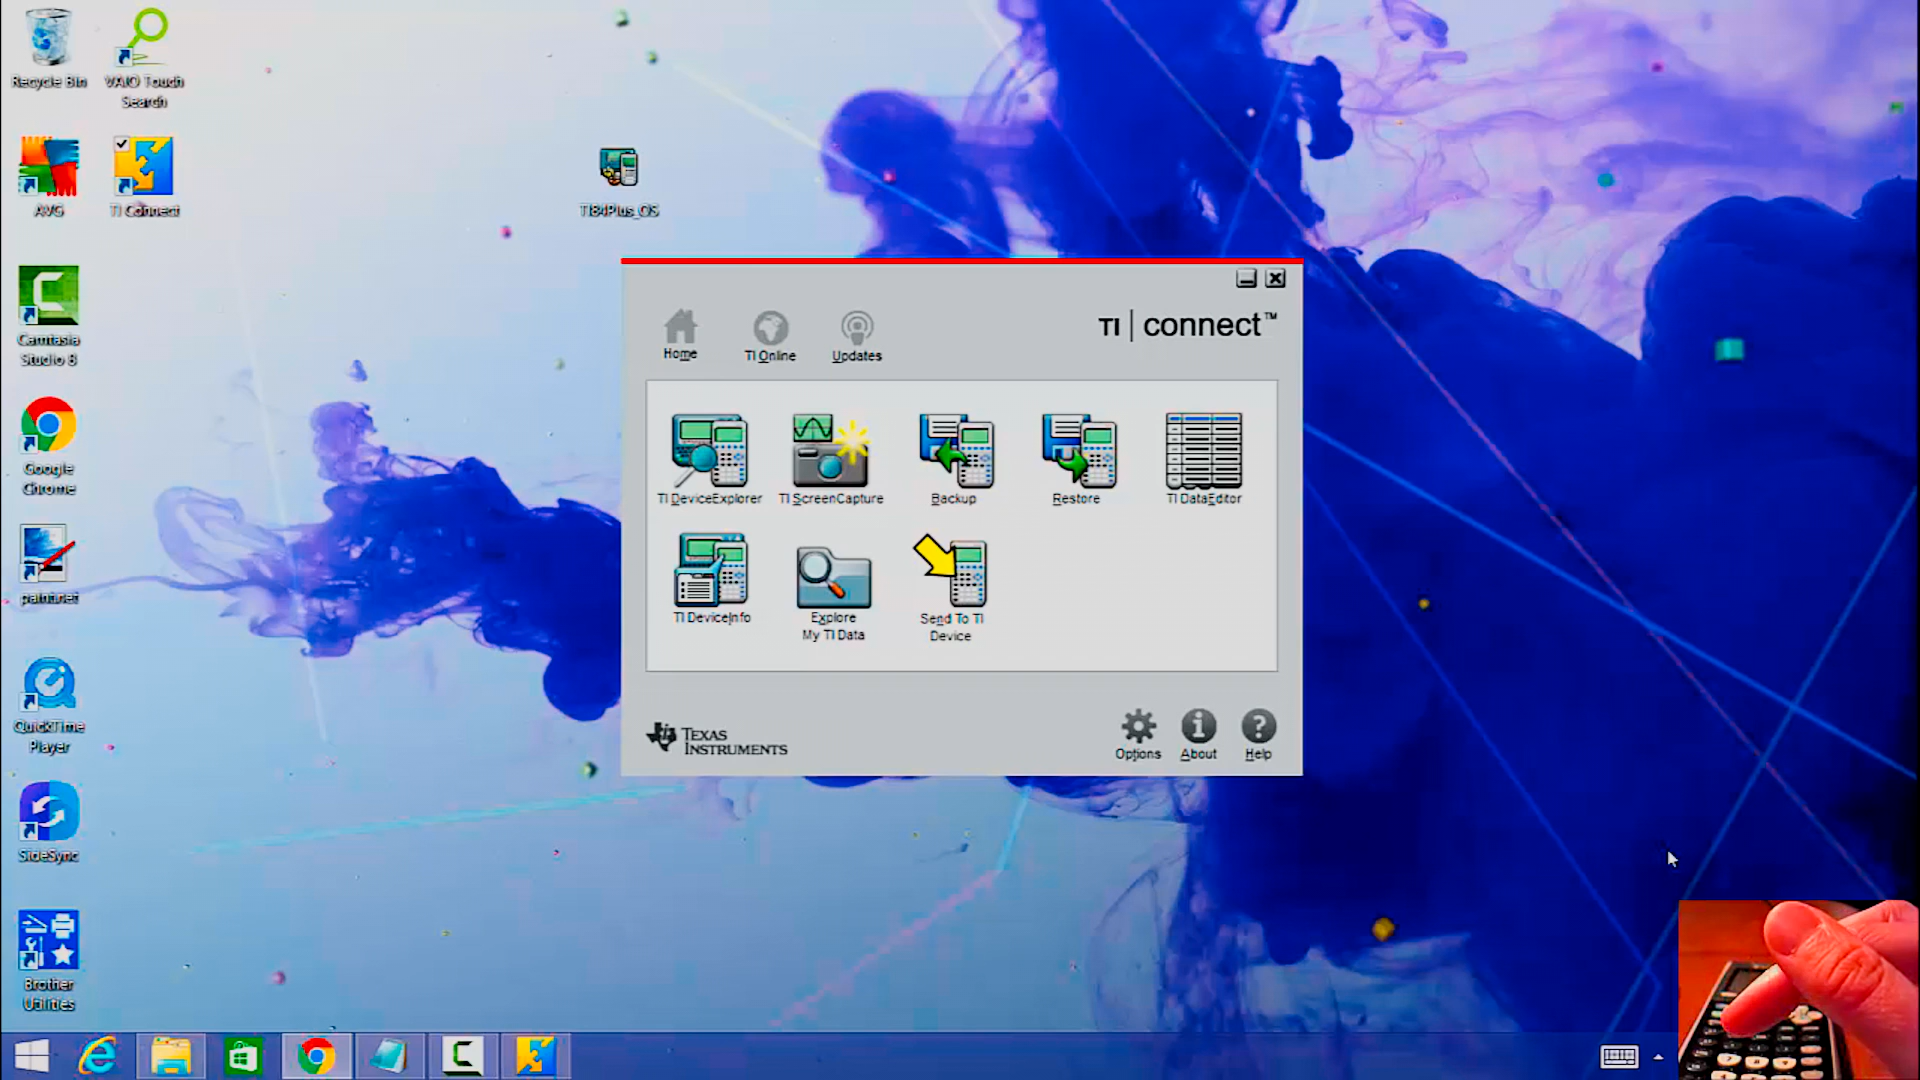 Recycle Bin
VAIO Touch
Search
AVG
TI Connect
TI84Plus_OS
Camtasia
Studio 8
Google
Chrome
paint.net
QuickTime
Player
SideSync
Brother
Utilities
Home
TI Online
Updates
TI | connect™
TI DeviceExplorer
TI ScreenCapture
Backup
Restore
TI DataEditor
TI DeviceInfo
Explore
My TI Data
Send To TI
Device
TEXAS
INSTRUMENTS
Options
About
Help